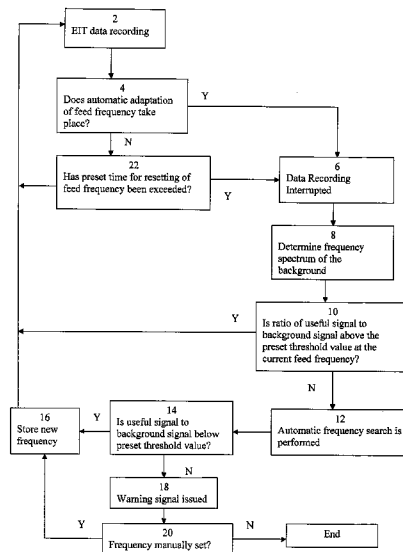 2
EIT data recording
4
Does automatic adaptation
of feed frequency take
place?
Y
N
22
Has preset time for resetting of
feed frequency been exceeded?
Y
6
Data Recording
Interrupted
8
Determine frequency
spectrum of the
background
Y
10
Is ratio of useful signal to
background signal above the
preset threshold value at the
current feed frequency?
N
16
Store new
frequency
Y
14
Is useful signal to
background signal below
preset threshold value?
12
Automatic frequency search is
performed
N
18
Warning signal issued
Y
20
Frequency manually set?
N
End